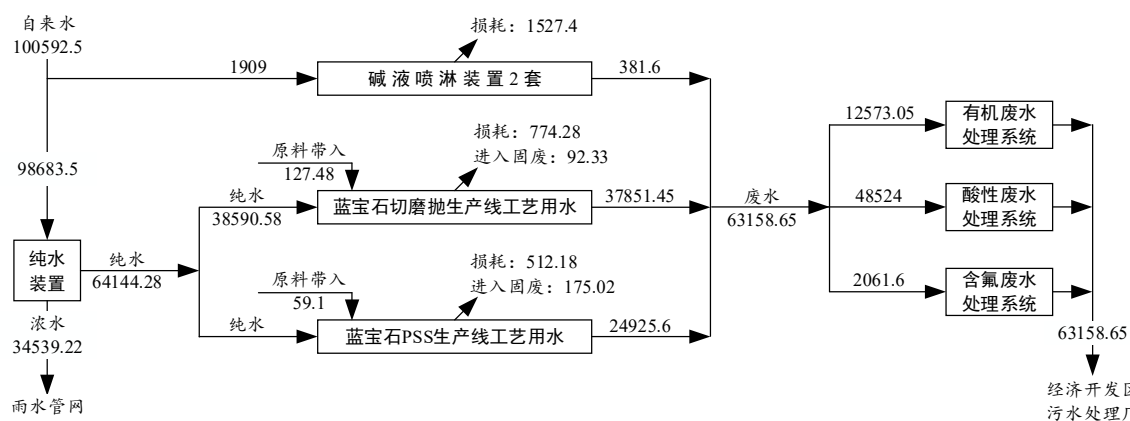 自来水
100592.5
损耗：1527.4
1909
碱液喷淋装置2套
381.6
98683.5
原料带入
127.48
损耗：774.28
进入固废：92.33
纯水
38590.58
蓝宝石切磨抛生产线工艺用水
37851.45
纯水
装置
纯水
64144.28
原料带入
59.1
损耗：512.18
进入固废：175.02
纯水
蓝宝石PSS生产线工艺用水
24925.6
浓水
34539.22
雨水管网
废水
63158.65
12573.05
有机废水
处理系统
48524
酸性废水
处理系统
2061.6
含氟废水
处理系统
63158.65
经济开发区
污水处理厂